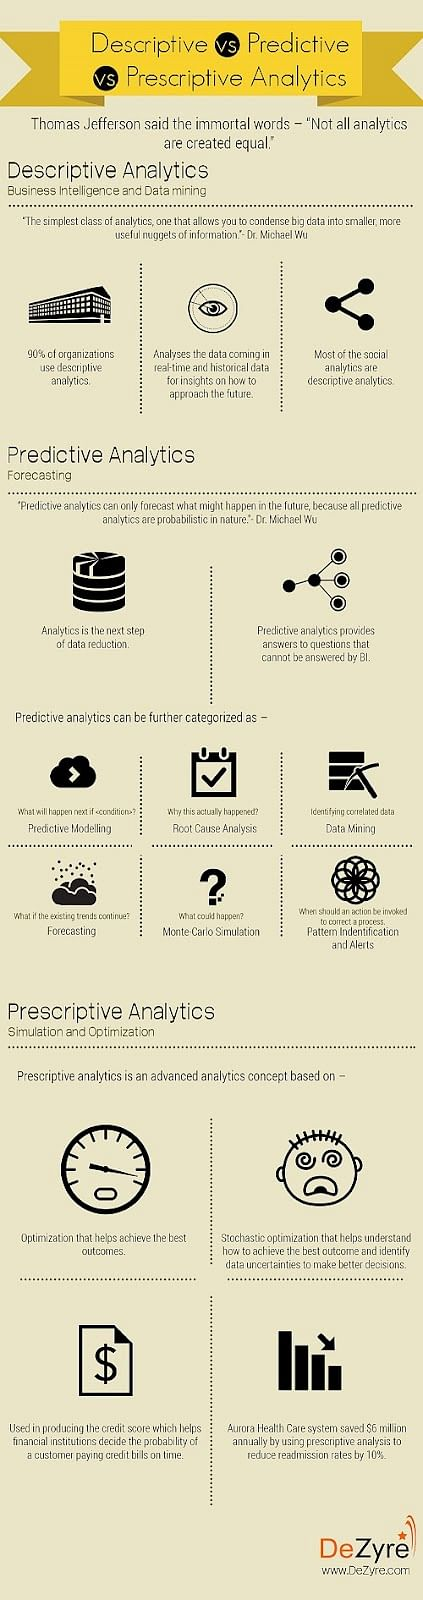 Descriptive vs Predictive
vs Prescriptive Analytics
Thomas Jefferson said the immortal words – "Not all analytics
are created equal."
Descriptive Analytics
Business Intelligence and Data mining
"The simplest class of analytics, one that allows you to condense big data into smaller, more
useful nuggets of information."- Dr. Michael Wu
90% of organizations
use descriptive
analytics.
Analyses the data coming in
real-time and historical data
for insights on how to
approach the future.
Most of the social
analytics are
descriptive analytics.
Predictive Analytics
Forecasting
"Predictive analytics can only forecast what might happen in the future, because all predictive
analytics are probabilistic in nature."- Dr. Michael Wu
Analytics is the next step
of data reduction.
Predictive analytics provides
answers to questions that
cannot be answered by BI.
Predictive analytics can be further categorized as –
What will happen next if <condition>?
Predictive Modelling
Why this actually happened?
Root Cause Analysis
Identifying correlated data
Data Mining
What if the existing trends continue?
Forecasting
What could happen?
Monte-Carlo Simulation
When should an action be invoked
to correct a process.
Pattern Indentification
and Alerts
Prescriptive Analytics
Simulation and Optimization
Prescriptive analytics is an advanced analytics concept based on –
Optimization that helps achieve the best
outcomes.
Stochastic optimization that helps understand
how to achieve the best outcome and identify
data uncertainties to make better decisions.
$
Used in producing the credit score which helps
financial institutions decide the probability of
a customer paying credit bills on time.
Aurora Health Care system saved $6 million
annually by using prescriptive analysis to
reduce readmission rates by 10%.
DeZyre
www.DeZyre.com